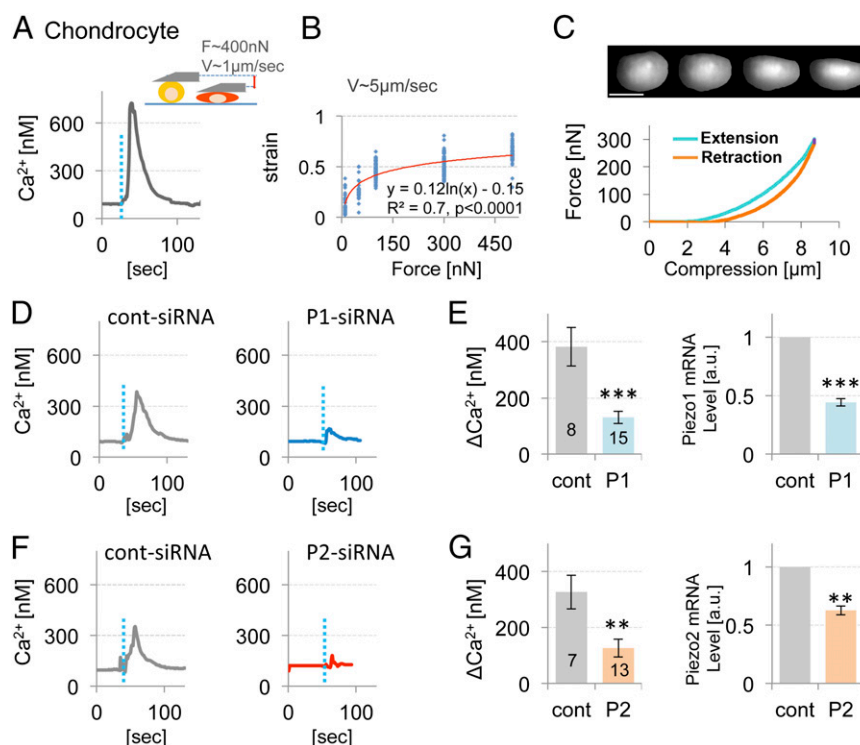 A Chondrocyte
F~400nN
V~1µm/sec
Ca²⁺ [nM]
600
300
0
0 100
[sec]
B
V~5µm/sec
strain
1
0.5
0
y = 0.12ln(x) - 0.15
R² = 0.7, p<0.0001
0 150 300 450
Force [nN]
C
Force [nN]
300
200
100
0
Extension
Retraction
0 2 4 6 8 10
Compression [µm]
D
cont-siRNA P1-siRNA
Ca²⁺ [nM]
600
300
0
0 100
[sec]
600
300
0
0 100
[sec]
E
ΔCa²⁺ [nM]
400
200
0
8
***
15
cont P1
Piezo1 mRNA
Level [a.u.]
1
0.5
0
***
cont P1
F
cont-siRNA P2-siRNA
Ca²⁺ [nM]
600
300
0
0 100
[sec]
600
300
0
0 100
[sec]
G
ΔCa²⁺ [nM]
400
200
0
7
**
13
cont P2
Piezo2 mRNA
Level [a.u.]
1
0.5
0
**
cont P2